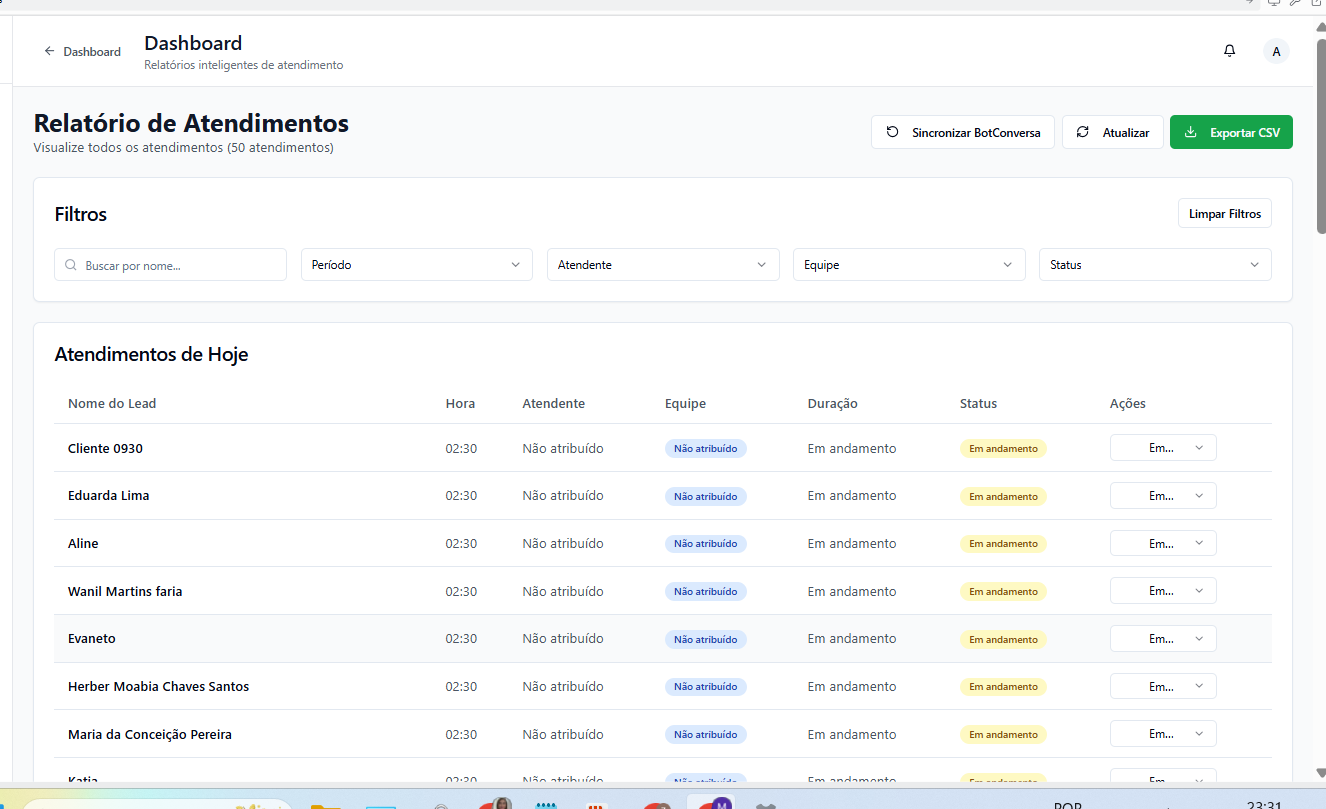 Dashboard
Dashboard
Relatórios inteligentes de atendimento
A
Relatório de Atendimentos
Visualize todos os atendimentos (50 atendimentos)
Sincronizar BotConversa
Atualizar
Exportar CSV
Filtros
Limpar Filtros
Buscar por nome...
Período
Atendente
Equipe
Status
Atendimentos de Hoje
Nome do Lead Hora Atendente Equipe Duração Status Ações
Cliente 0930 02:30 Não atribuído Não atribuído Em andamento Em andamento Em...
Eduarda Lima 02:30 Não atribuído Não atribuído Em andamento Em andamento Em...
Aline 02:30 Não atribuído Não atribuído Em andamento Em andamento Em...
Wanil Martins faria 02:30 Não atribuído Não atribuído Em andamento Em andamento Em...
Evaneto 02:30 Não atribuído Não atribuído Em andamento Em andamento Em...
Herber Moabia Chaves Santos 02:30 Não atribuído Não atribuído Em andamento Em andamento Em...
Maria da Conceição Pereira 02:30 Não atribuído Não atribuído Em andamento Em andamento Em...
Katia 02:30 Não atribuído Não atribuído Em andamento Em andamento Em...
M
POR 23:31